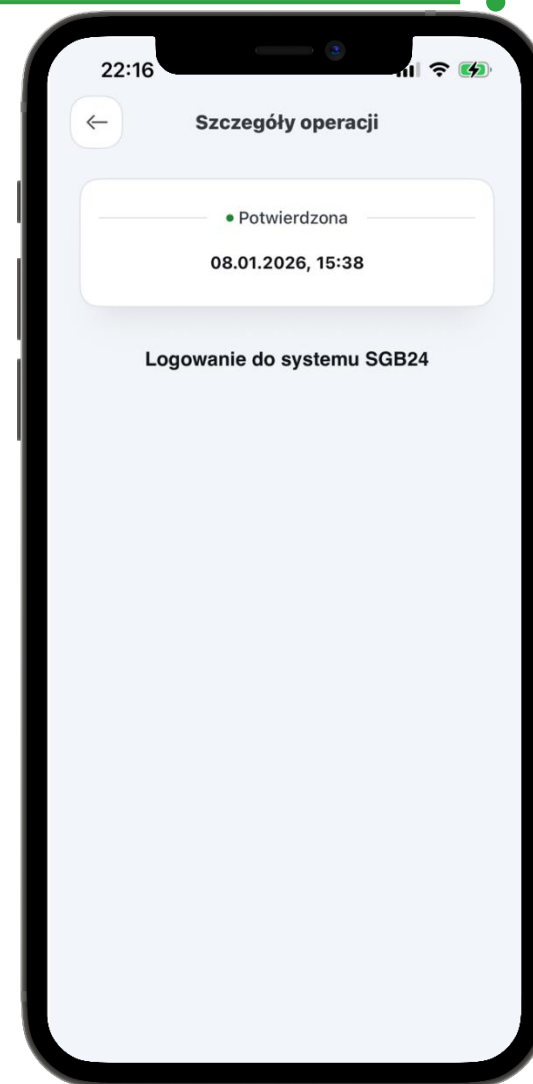 22:16
Szczegóły operacji
Potwierdzona
08.01.2026, 15:38
Logowanie do systemu SGB24